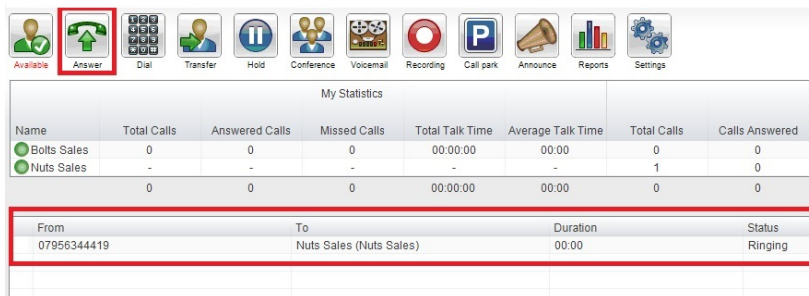 Available Answer Dial Transfer Hold Conference Voicemail Recording Call park Announce Reports Settings
My Statistics
Name Total Calls Answered Calls Missed Calls Total Talk Time Average Talk Time Total Calls Calls Answered
Bolts Sales 0 0 0 00:00:00 00:00
Nuts Sales - - - - - 1 0
0 0 0 00:00:00 00:00 0 0
From To Duration Status
07956344419 Nuts Sales (Nuts Sales) 00:00 Ringing